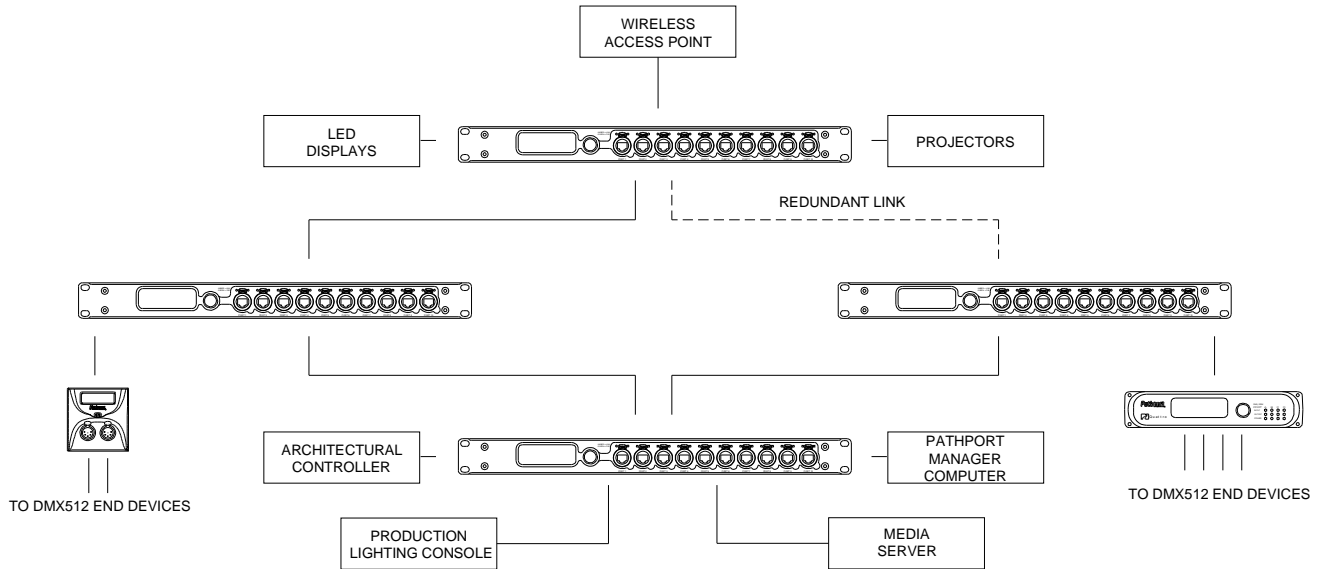 WIRELESS
ACCESS POINT
LED
DISPLAYS
PROJECTORS
REDUNDANT LINK
Pathport
ARCHITECTURAL
CONTROLLER
PATHPORT
MANAGER
COMPUTER
TO DMX512 END DEVICES
TO DMX512 END DEVICES
PRODUCTION
LIGHTING CONSOLE
MEDIA
SERVER